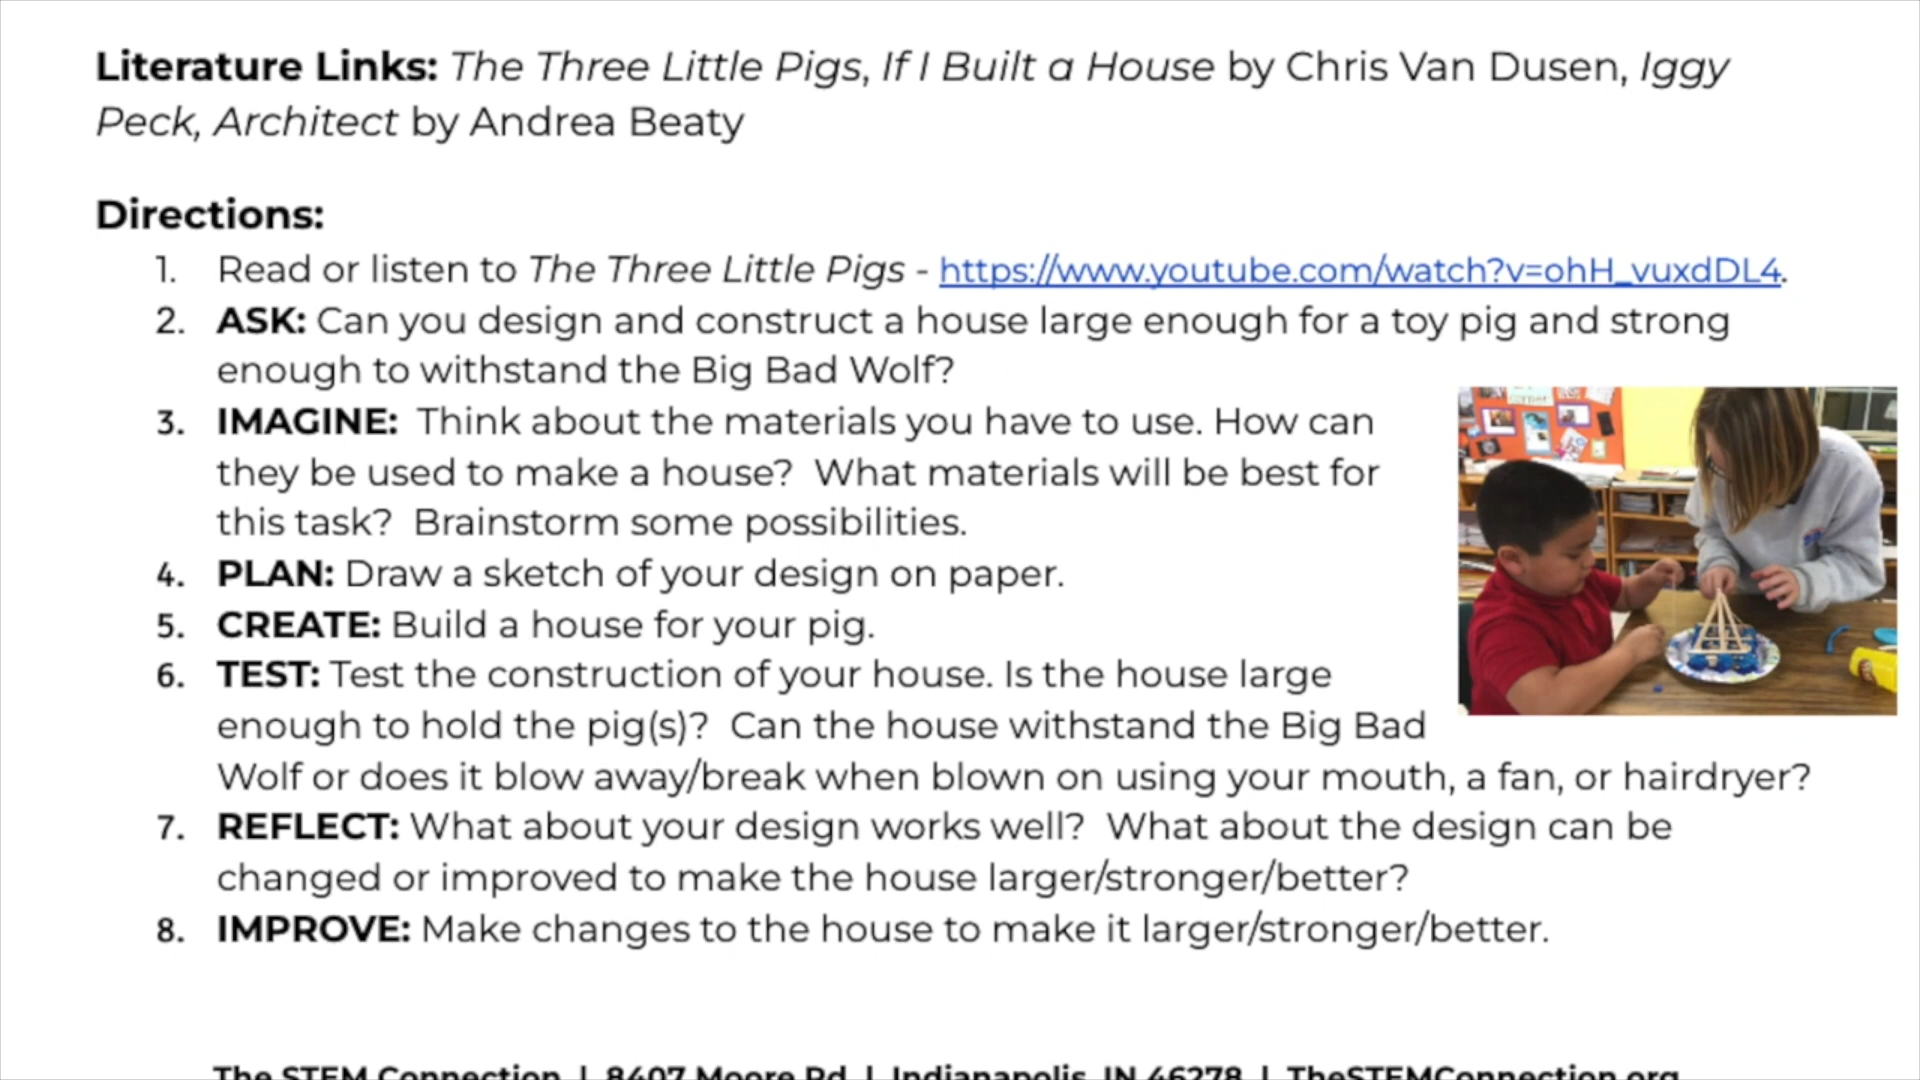 Literature Links: The Three Little Pigs, If I Built a House by Chris Van Dusen, Iggy
Peck, Architect by Andrea Beaty
Directions:
1. Read or listen to The Three Little Pigs - https://www.youtube.com/watch?v=ohH_vuxdDL4.
2. ASK: Can you design and construct a house large enough for a toy pig and strong
enough to withstand the Big Bad Wolf?
3. IMAGINE: Think about the materials you have to use. How can
they be used to make a house? What materials will be best for
this task? Brainstorm some possibilities.
4. PLAN: Draw a sketch of your design on paper.
5. CREATE: Build a house for your pig.
6. TEST: Test the construction of your house. Is the house large
enough to hold the pig(s)? Can the house withstand the Big Bad
Wolf or does it blow away/break when blown on using your mouth, a fan, or hairdryer?
7. REFLECT: What about your design works well? What about the design can be
changed or improved to make the house larger/stronger/better?
8. IMPROVE: Make changes to the house to make it larger/stronger/better.
The STEM Connection | 8407 Moore Rd | Indianapolis, IN 46278 | TheSTEMConnection.org